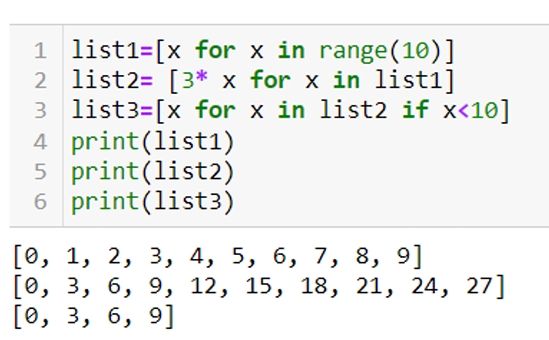 1 list1=[x for x in range(10)]
2 list2= [3* x for x in list1]
3 list3=[x for x in list2 if x<10]
4 print(list1)
5 print(list2)
6 print(list3)
[0, 1, 2, 3, 4, 5, 6, 7, 8, 9]
[0, 3, 6, 9, 12, 15, 18, 21, 24, 27]
[0, 3, 6, 9]